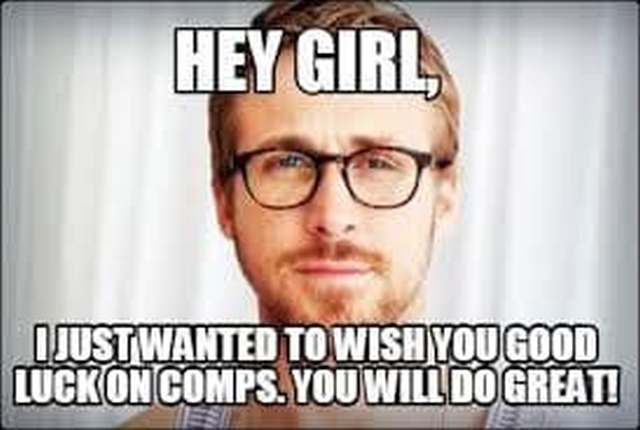 HEY GIRL,
I JUST WANTED TO WISH YOU GOOD
LUCK ON COMPS. YOU WILL DO GREAT!